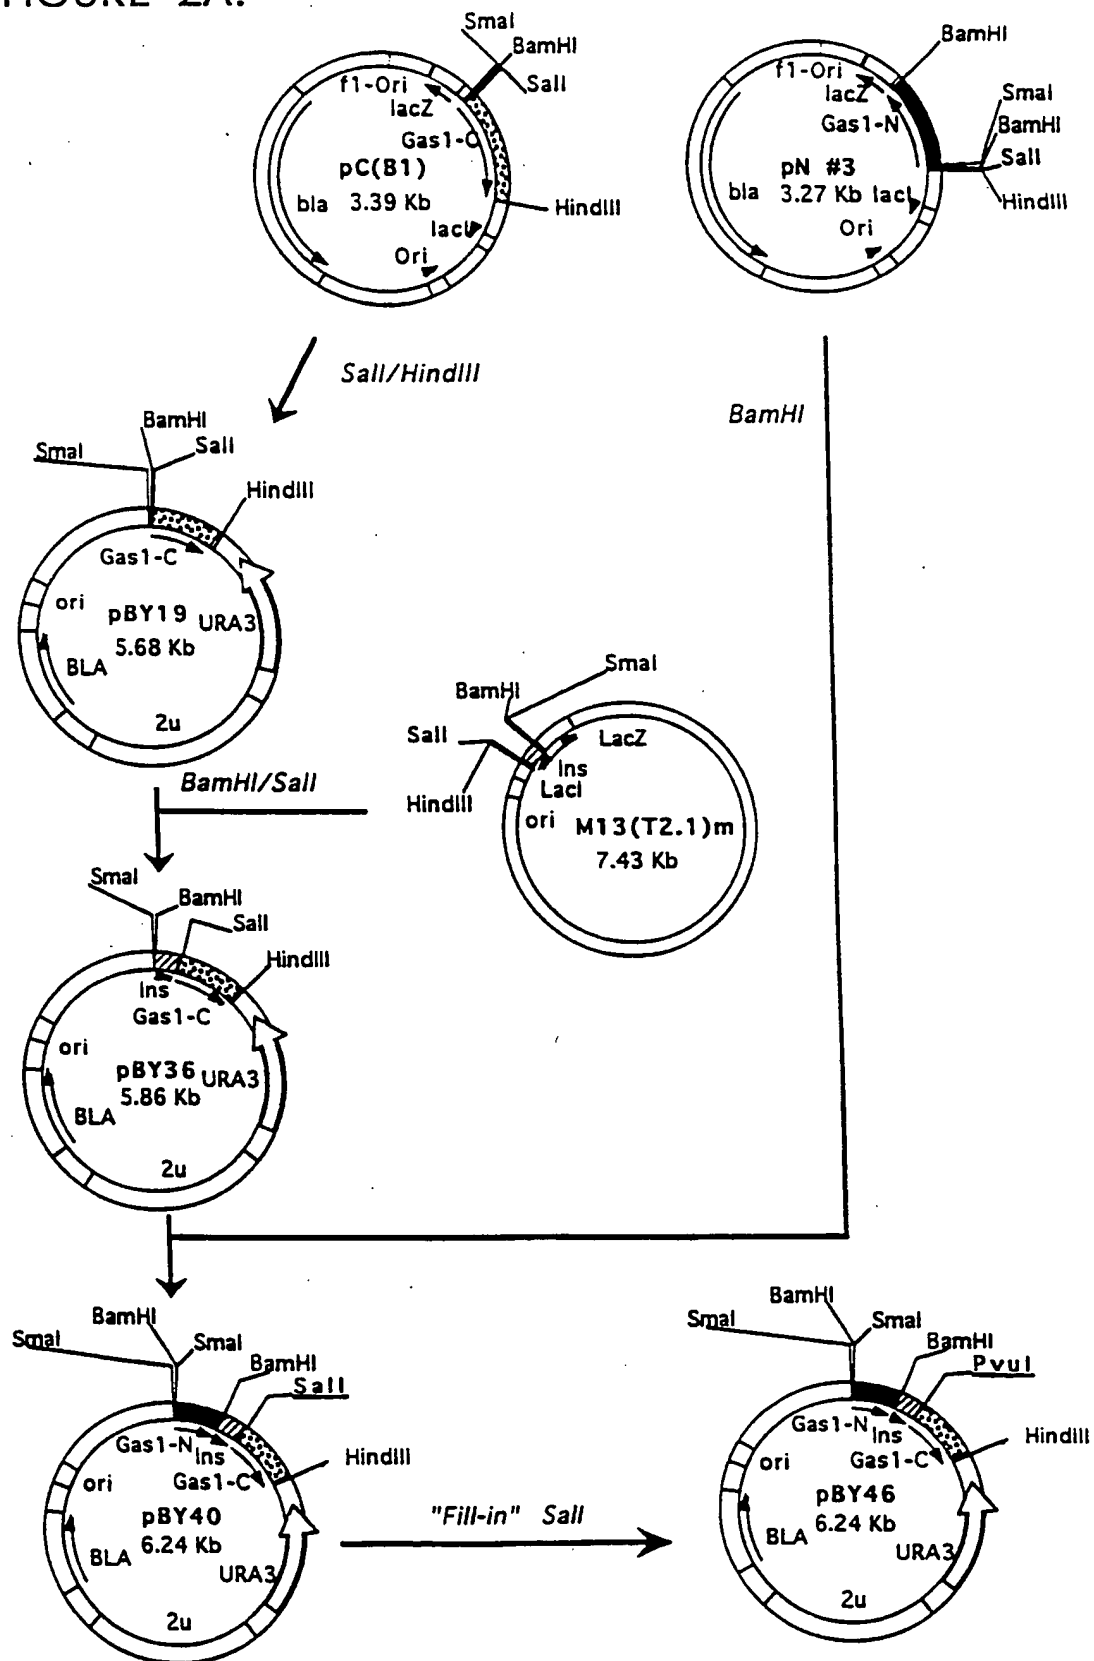 FIGURE 2A.
SmaI
BamHI
SalI
f1-Ori
lacZ
Gas1-C
pC(B1)
bla 3.39 Kb
HindIII
lacI
Ori
BamHI
f1-Ori
lacZ
SmaI
Gas1-N
BamHI
SalI
pN #3
bla 3.27 Kb lacI
HindIII
Ori
SalI/HindIII
BamHI
BamHI
SmaI
SalI
HindIII
Gas1-C
ori
pBY19 URA3
5.68 Kb
BLA
2u
SmaI
BamHI
SalI
LacZ
Ins
LacI
HindIII
ori M13(T2.1)m
7.43 Kb
BamHI/SalI
SmaI
BamHI
SalI
HindIII
Ins
Gas1-C
ori
pBY36 URA3
5.86 Kb
BLA
2u
BamHI
SmaI
SmaI
BamHI
SalI
Gas1-N
Ins
HindIII
Gas1-C
ori
pBY40
6.24 Kb
BLA
URA3
2u
"Fill-in" SalI
BamHI
SmaI
SmaI
BamHI
PvuI
Gas1-N
Ins
HindIII
Gas1-C
ori
pBY46
BLA 6.24 Kb
URA3
2u